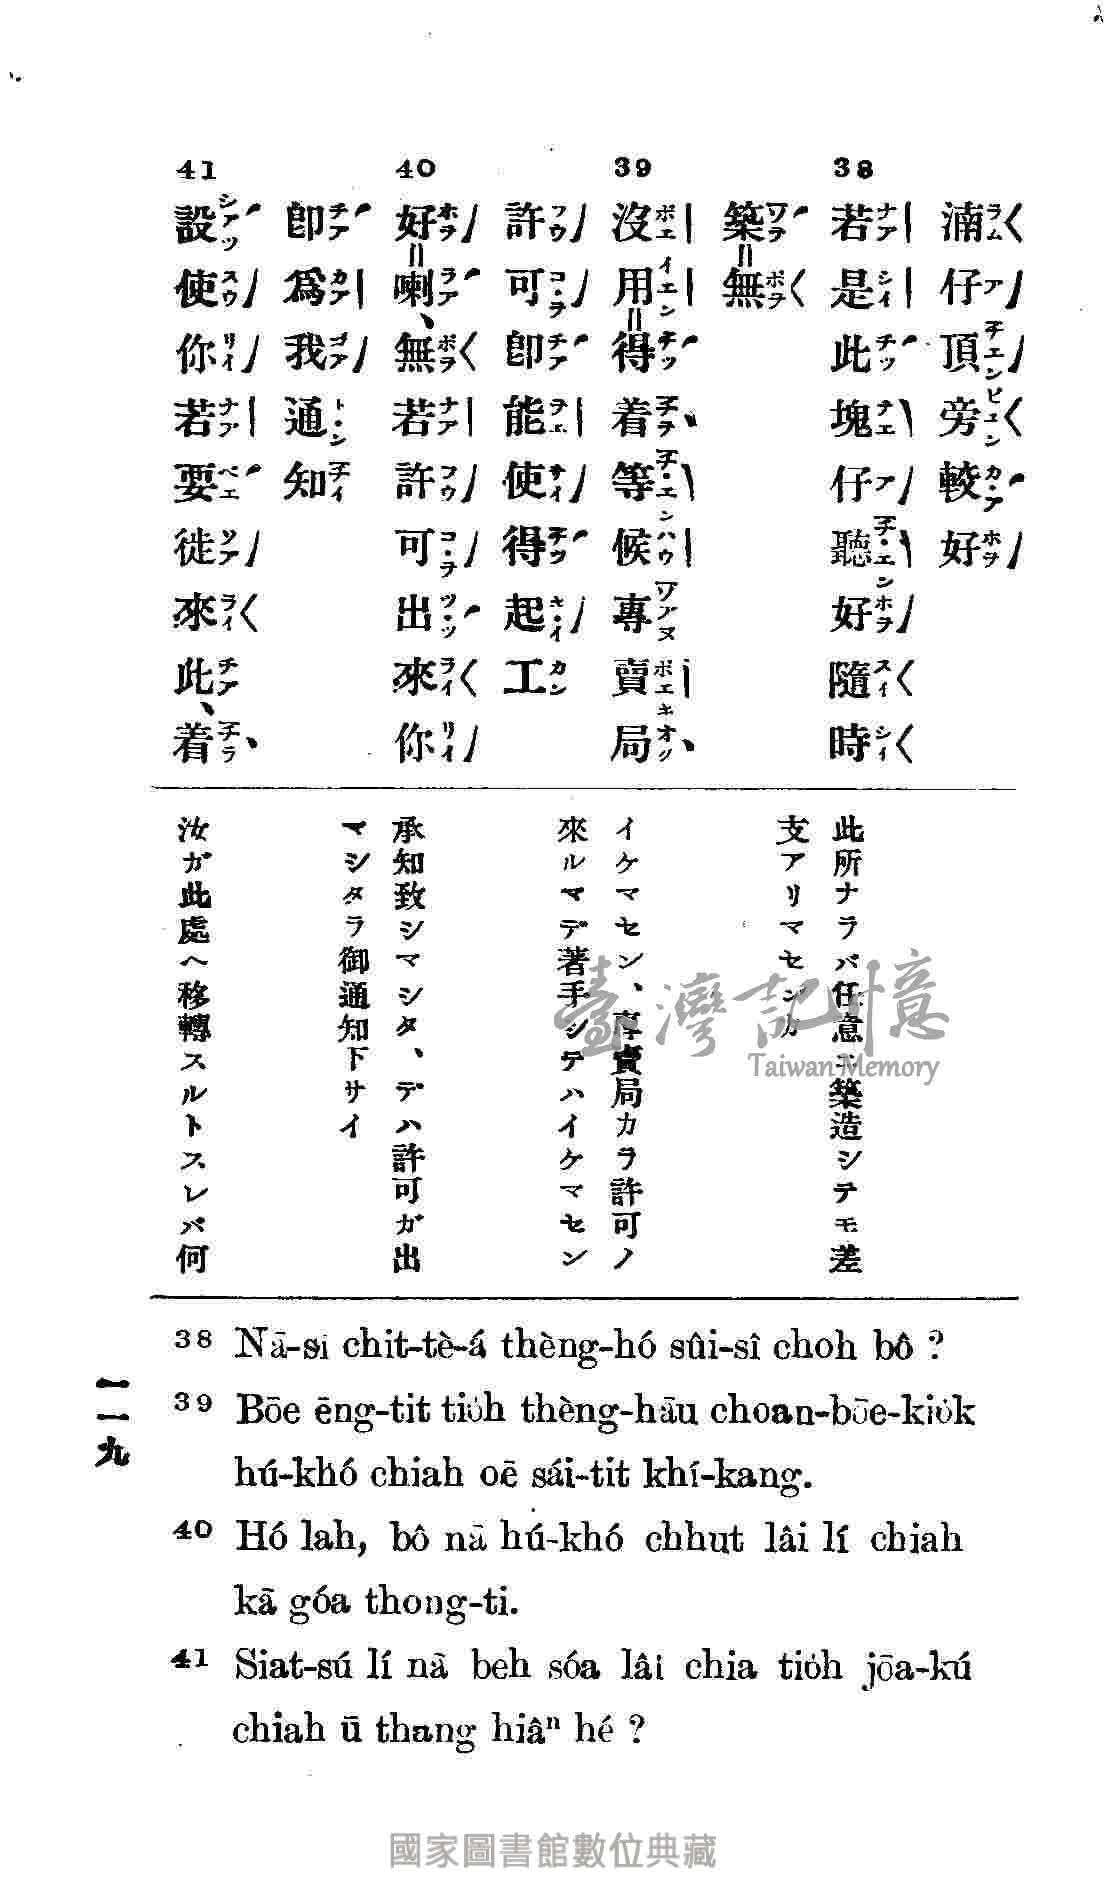 湳仔頂旁較好
38
若是此塊仔聽好隨時
築=無
39
沒用=得着等候專賣局
許可卽能使得起工
40
好=喇、無若許可出來你
卽為我通知
41
設使你若要徙來此、着
此所ナラバ任意ニ築造シテモ差
支アリマセンカ
イケマセン、專賣局カラ許可ノ
來ルマデ著手シテハイケマセン
承知致シマシタ、デハ許可ガ出
マシタラ御通知下サイ
汝ガ此處ヘ移轉スルトスレバ何
38 Nā-sī chit-tè-á thèng-hó sûi-sî choh bô ?
39 Bōe ēng-tit tio̍h thèng-hāu choan-bōe-kio̍k
hú-khó chiah oē sái-tit khí-kang.
40 Hó lah, bô nā hú-khó chhut lâi lí chiah
kā góa thong-ti.
41 Siat-sú lí nā beh sóa lâi chia tio̍h jōa-kú
chiah ū thang hiâⁿ hé ?
一一九
臺灣記憶
Taiwan Memory
國家圖書館數位典藏